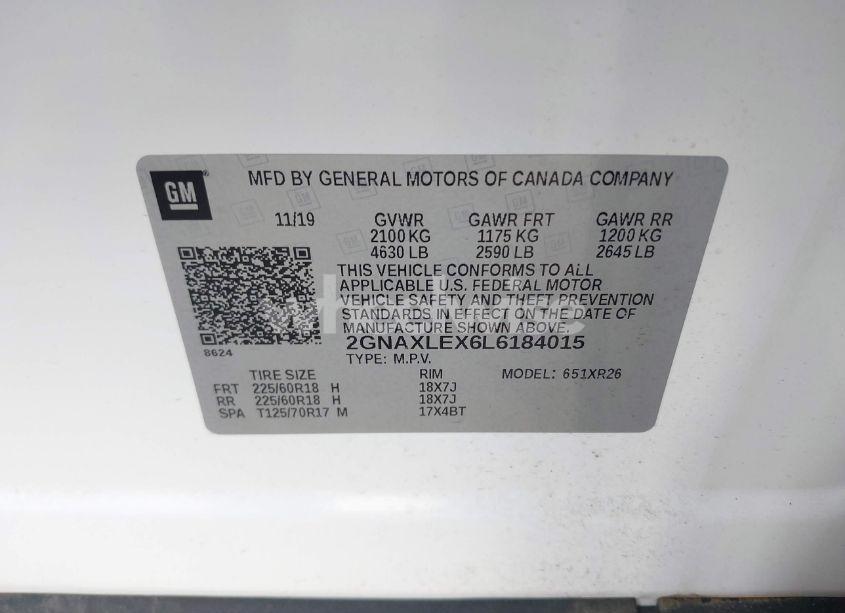 GM
MFD BY GENERAL MOTORS OF CANADA COMPANY
11/19 GVWR GAWR FRT GAWR RR
2100 KG 1175 KG 1200 KG
4630 LB 2590 LB 2645 LB
THIS VEHICLE CONFORMS TO ALL
APPLICABLE U.S. FEDERAL MOTOR
VEHICLE SAFETY AND THEFT PREVENTION
STANDARDS IN EFFECT ON THE DATE OF
MANUFACTURE SHOWN ABOVE.
2GNAXLEX6L6184015
8624
TYPE: M.P.V.
TIRE SIZE RIM MODEL: 651XR26
FRT 225/60R18 H 18X7J
RR 225/60R18 H 18X7J
SPA T125/70R17 M 17X4BT